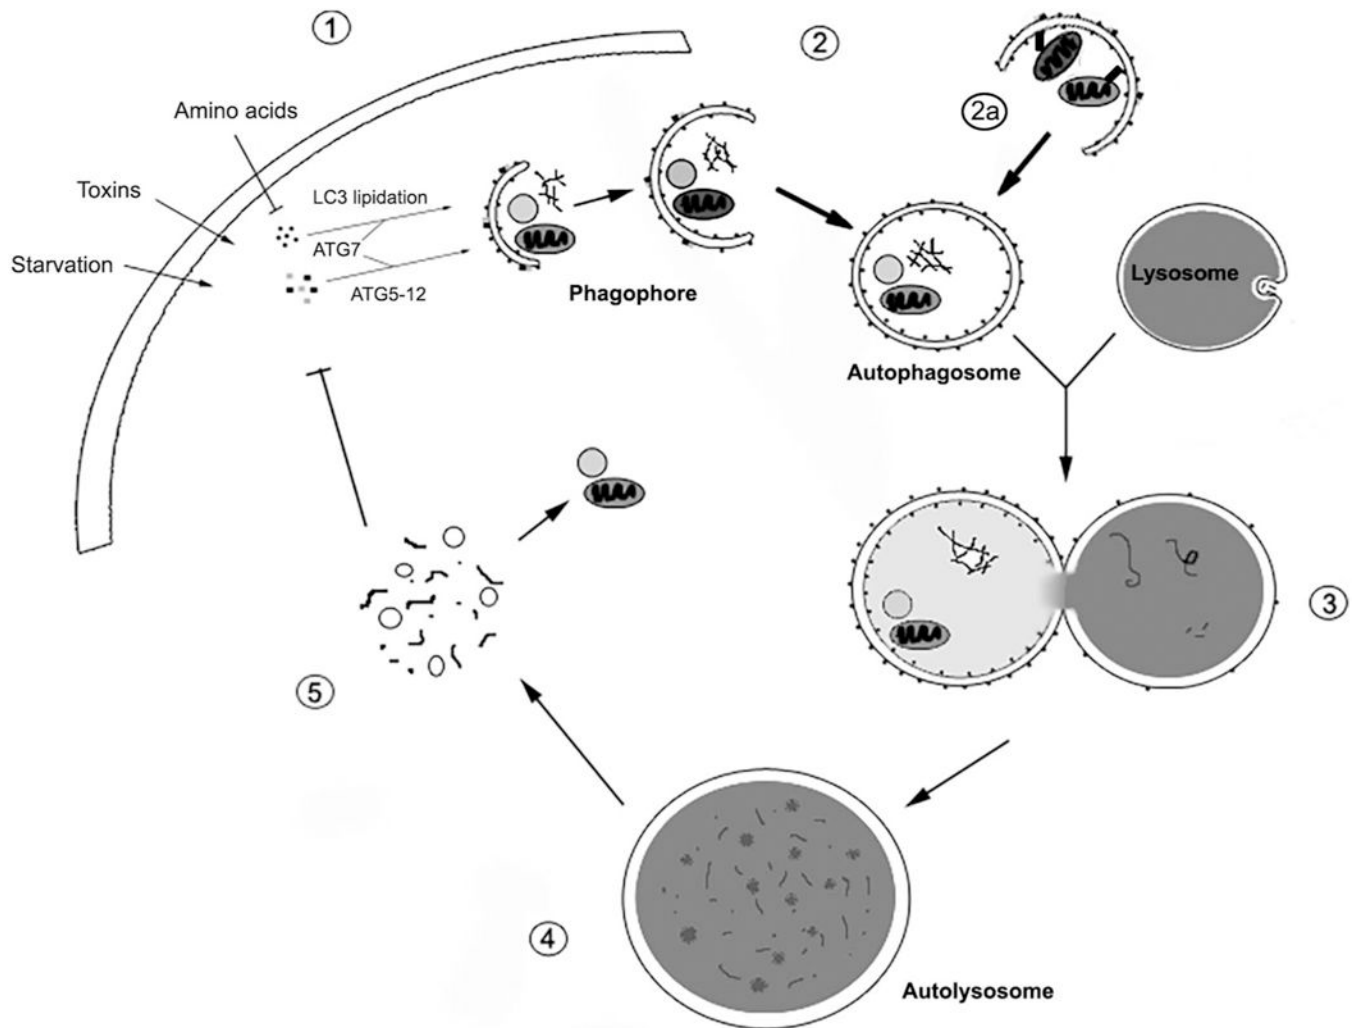 1
2
2a
Amino acids
Toxins
Starvation
LC3 lipidation
ATG7
ATG5-12
Phagophore
Lysosome
Autophagosome
3
5
4
Autolysosome